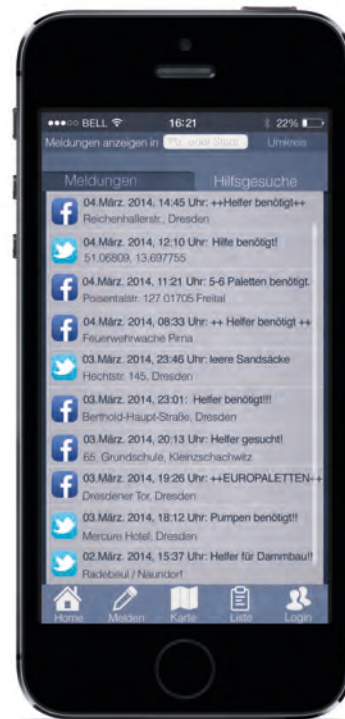 BELL 16:21 22%
Meldungen anzeigen in Plz. oder Stadt Umkreis
Meldungen Hilfsgesuche
04.März. 2014, 14:45 Uhr: ++Helfer benötigt++
Reichenhallerstr., Dresden
04.März. 2014, 12:10 Uhr: Hilfe benötigt!
51.06809, 13.697755
04.März. 2014, 11:21 Uhr: 5-6 Paletten benötigt.
Poisentalstr. 127 01705 Freital
04.März. 2014, 08:33 Uhr: ++ Helfer benötigt ++
Feuerwehrwache Pirna
03.März. 2014, 23:46 Uhr: leere Sandsäcke
Hechtstr. 145, Dresden
03.März. 2014, 23:01: Helfer benötigt!!!
Berthold-Haupt-Straße, Dresden
03.März. 2014, 20:13 Uhr: Helfer gesucht!
65. Grundschule, Kleinzschachwitz
03.März. 2014, 19:26 Uhr: ++EUROPALETTEN++
Dresdener Tor, Dresden
03.März. 2014, 18:12 Uhr: Pumpen benötigt!!
Mercure Hotel, Dresden
02.März. 2014, 15:37 Uhr: Helfer für Dammbau!!
Radebeul / Naundorf
Home Melden Karte Liste Login